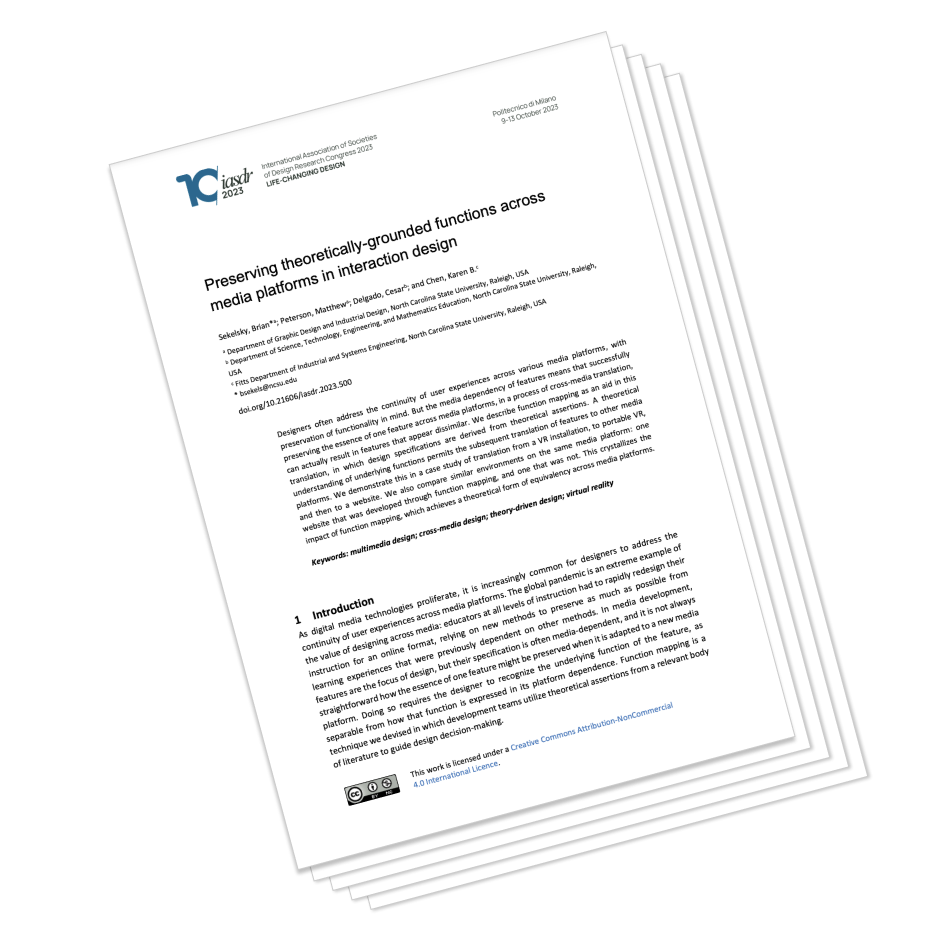 10
iasdr
2023
International Association of Societies
of Design Research Congress 2023
LIFE-CHANGING DESIGN
Politecnico di Milano
9-13 October 2023
Preserving theoretically-grounded functions across
media platforms in interaction design
Sekelsky, Brian*ᵃ; Peterson, Matthewᵃ; Delgado, Cesarᵇ; and Chen, Karen B.ᶜ
ᵃ Department of Graphic Design and Industrial Design, North Carolina State University, Raleigh, USA
ᵇ Department of Science, Technology, Engineering, and Mathematics Education, North Carolina State University, Raleigh,
USA
ᶜ Fitts Department of Industrial and Systems Engineering, North Carolina State University, Raleigh, USA
* bsekels@ncsu.edu
doi.org/10.21606/iasdr.2023.500
Designers often address the continuity of user experiences across various media platforms, with
preservation of functionality in mind. But the media dependency of features means that successfully
preserving the essence of one feature across media platforms, in a process of cross-media translation,
can actually result in features that appear dissimilar. We describe function mapping as an aid in this
translation, in which design specifications are derived from theoretical assertions. A theoretical
understanding of underlying functions permits the subsequent translation of features to other media
platforms. We demonstrate this in a case study of translation from a VR installation, to portable VR,
and then to a website. We also compare similar environments on the same media platform: one
website that was developed through function mapping, and one that was not. This crystallizes the
impact of function mapping, which achieves a theoretical form of equivalency across media platforms.
Keywords: multimedia design; cross-media design; theory-driven design; virtual reality
1 Introduction
As digital media technologies proliferate, it is increasingly common for designers to address the
continuity of user experiences across media platforms. The global pandemic is an extreme example of
the value of designing across media: educators at all levels of instruction had to rapidly redesign their
instruction for an online format, relying on new methods to preserve as much as possible from
learning experiences that were previously dependent on other methods. In media development,
features are the focus of design, but their specification is often media-dependent, and it is not always
straightforward how the essence of one feature might be preserved when it is adapted to a new media
platform. Doing so requires the designer to recognize the underlying function of the feature, as
separable from how that function is expressed in its platform dependence. Function mapping is a
technique we devised in which development teams utilize theoretical assertions from a relevant body
of literature to guide design decision-making.
cc
BY NC
This work is licensed under a Creative Commons Attribution-NonCommercial
4.0 International Licence.